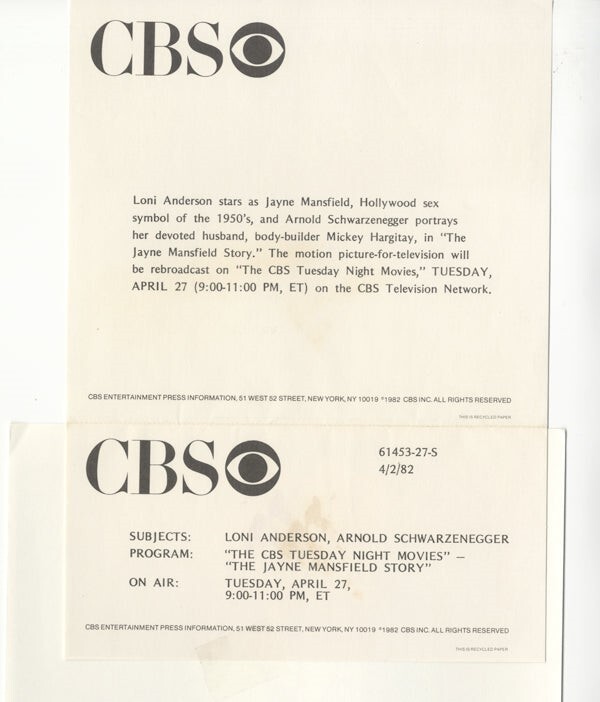 CBS
Loni Anderson stars as Jayne Mansfield, Hollywood sex
symbol of the 1950's, and Arnold Schwarzenegger portrays
her devoted husband, body-builder Mickey Hargitay, in "The
Jayne Mansfield Story." The motion picture-for-television will
be rebroadcast on "The CBS Tuesday Night Movies," TUESDAY,
APRIL 27 (9:00-11:00 PM, ET) on the CBS Television Network.
CBS ENTERTAINMENT PRESS INFORMATION, 51 WEST 52 STREET, NEW YORK, NY 10019 ©1982 CBS INC. ALL RIGHTS RESERVED
THIS IS RECYCLED PAPER
CBS
61453-27-S
4/2/82
SUBJECTS: LONI ANDERSON, ARNOLD SCHWARZENEGGER
PROGRAM: "THE CBS TUESDAY NIGHT MOVIES" —
"THE JAYNE MANSFIELD STORY"
ON AIR: TUESDAY, APRIL 27,
9:00-11:00 PM, ET
CBS ENTERTAINMENT PRESS INFORMATION, 51 WEST 52 STREET, NEW YORK, NY 10019 ©1982 CBS INC. ALL RIGHTS RESERVED
THIS IS RECYCLED PAPER